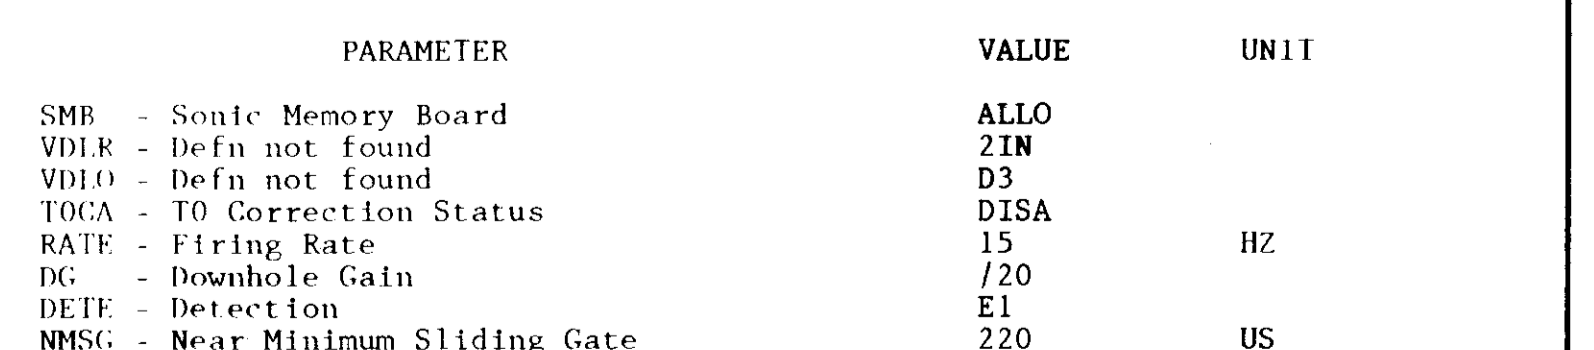 PARAMETER VALUE UNIT
SMB - Sonic Memory Board ALLO
VDLR - Defn not found 2IN
VDLO - Defn not found D3
TOCA - TO Correction Status DISA
RATE - Firing Rate 15 HZ
DG - Downhole Gain /20
DETE - Detection E1
NMSG - Near Minimum Sliding Gate 220 US